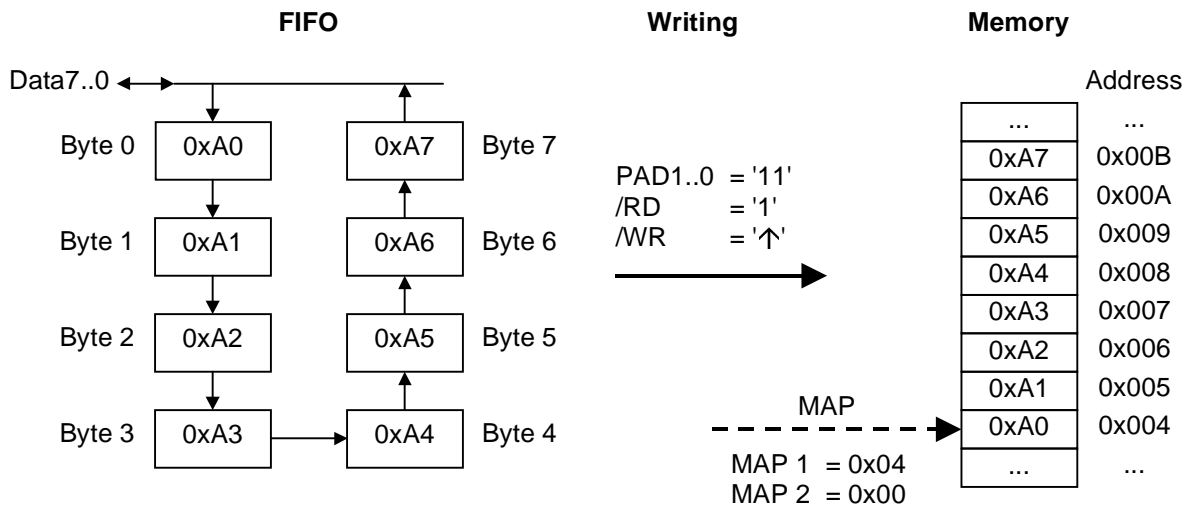 FIFO Writing Memory
Data7..0 Address
... ...
Byte 0 0xA0 0xA7 Byte 7 0xA7 0x00B
PAD1..0 = '11' 0xA6 0x00A
/RD = '1'
Byte 1 0xA1 0xA6 Byte 6 /WR = '↑' 0xA5 0x009
0xA4 0x008
0xA3 0x007
Byte 2 0xA2 0xA5 Byte 5 0xA2 0x006
0xA1 0x005
MAP
Byte 3 0xA3 0xA4 Byte 4 0xA0 0x004
MAP 1 = 0x04
... ...
MAP 2 = 0x00